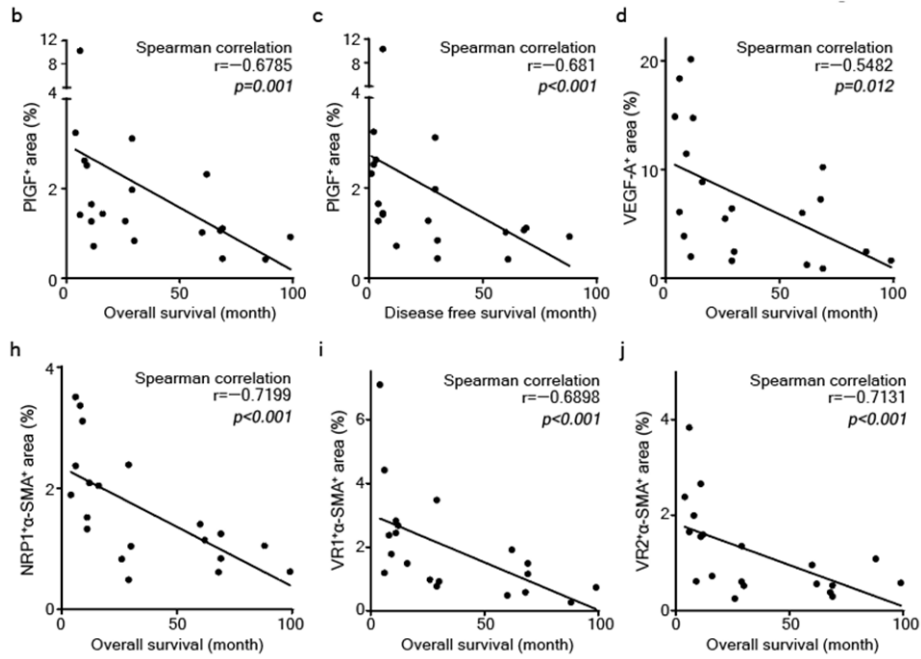 b
Spearman correlation
r=−0.6785
p=0.001
PlGF⁺ area (%)
12
8
4
4
2
0
0
50
100
Overall survival (month)
c
Spearman correlation
r=−0.681
p<0.001
PlGF⁺ area (%)
12
8
4
4
2
0
0
50
100
Disease free survival (month)
d
Spearman correlation
r=−0.5482
p=0.012
VEGF-A⁺ area (%)
20
10
0
0
50
100
Overall survival (month)
h
Spearman correlation
r=−0.7199
p<0.001
NRP1⁺α-SMA⁺ area (%)
4
2
0
0
50
100
Overall survival (month)
i
Spearman correlation
r=−0.6898
p<0.001
VR1⁺α-SMA⁺ area (%)
6
4
2
0
0
50
100
Overall survival (month)
j
Spearman correlation
r=−0.7131
p<0.001
VR2⁺α-SMA⁺ area (%)
4
2
0
0
50
100
Overall survival (month)